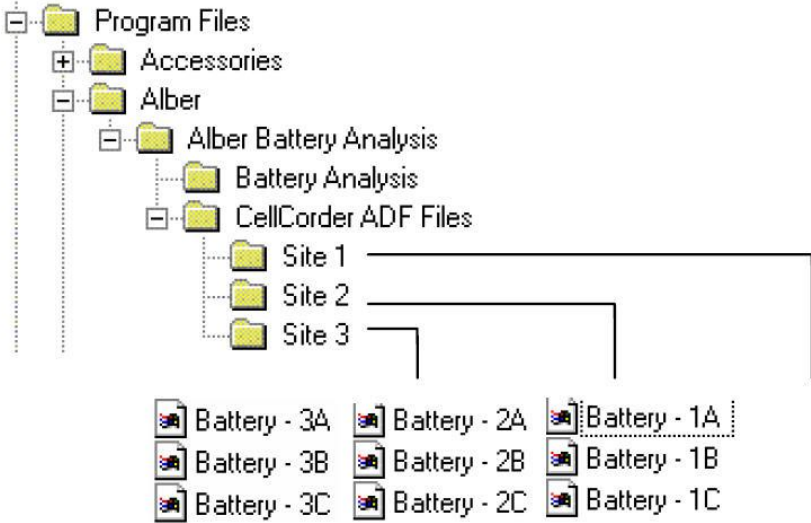 Program Files
Accessories
Alber
Alber Battery Analysis
Battery Analysis
CellCorder ADF Files
Site 1
Site 2
Site 3
Battery - 3A Battery - 2A Battery - 1A
Battery - 3B Battery - 2B Battery - 1B
Battery - 3C Battery - 2C Battery - 1C